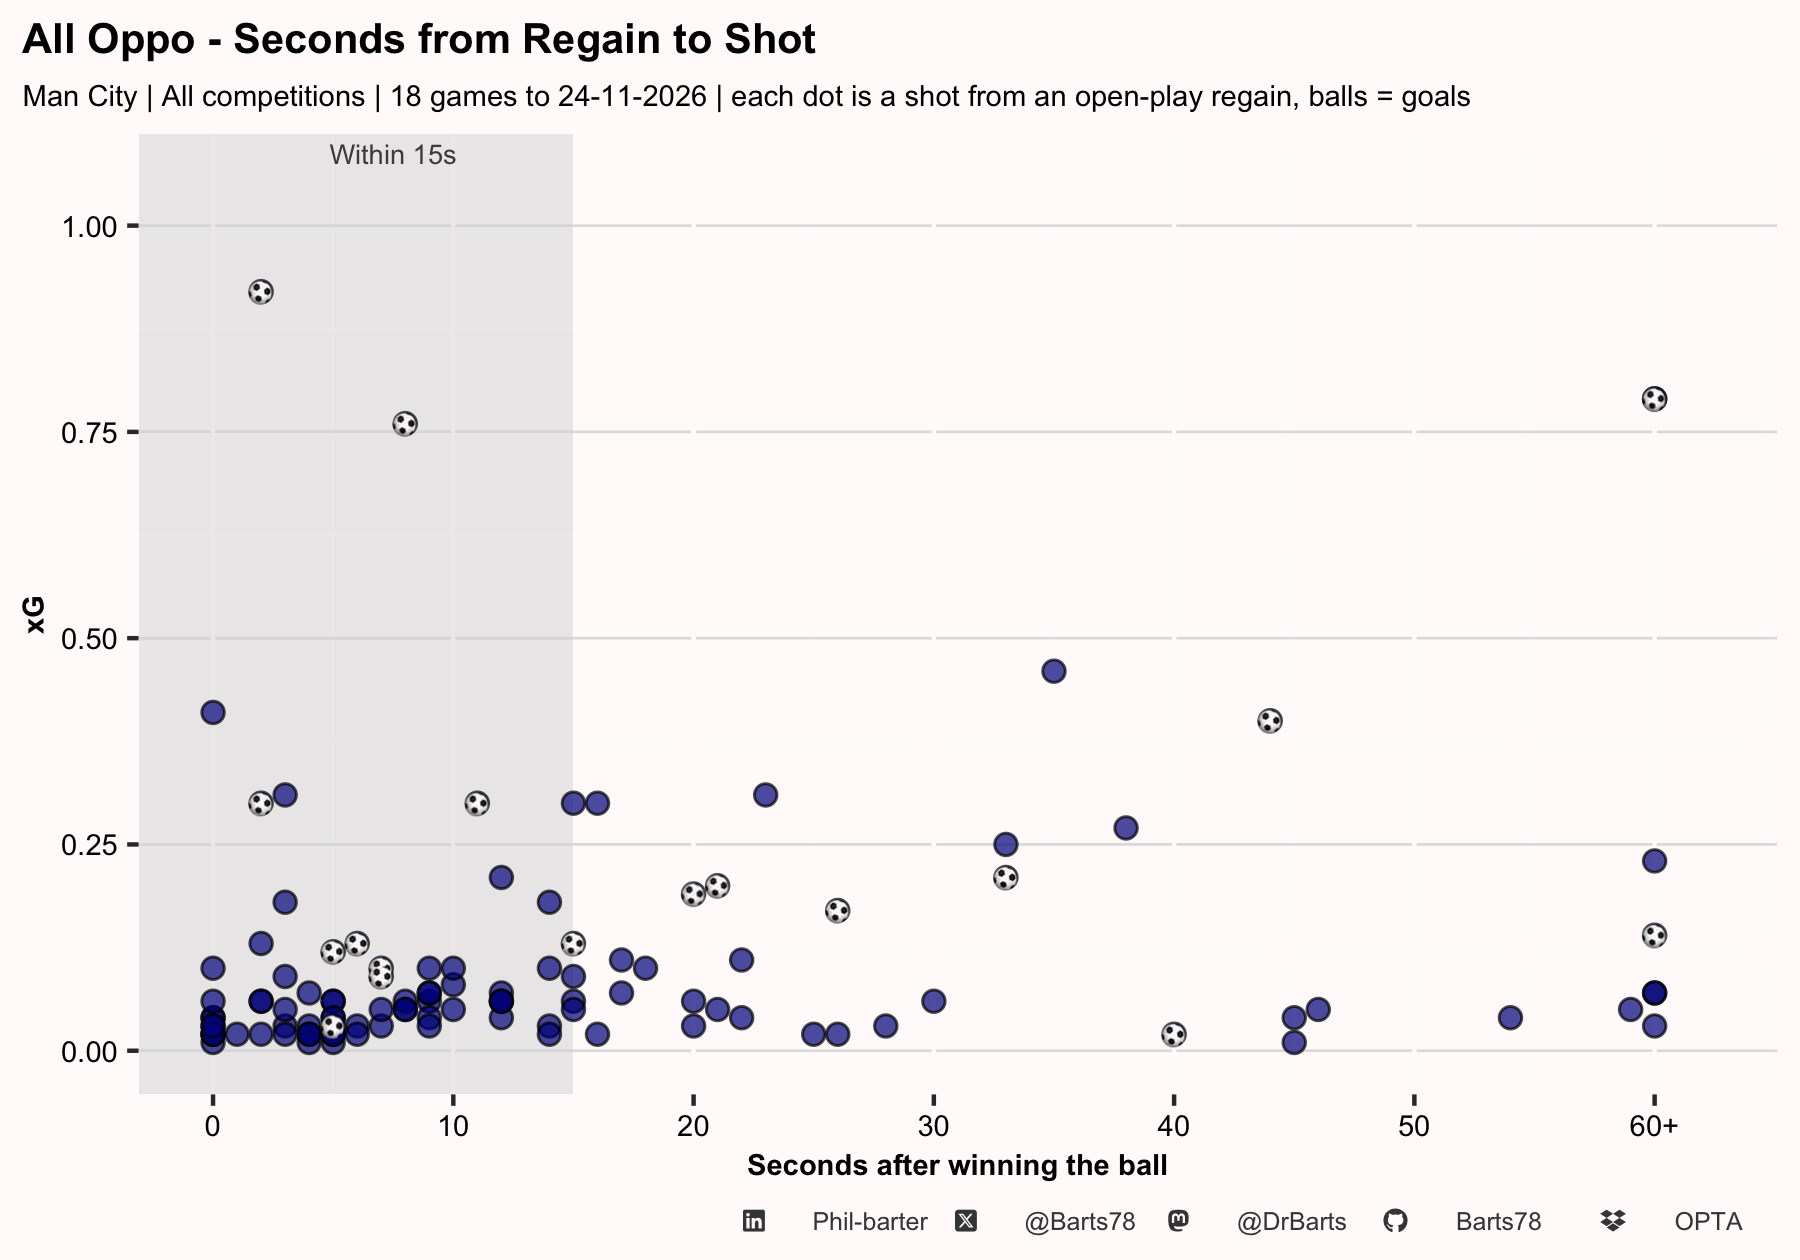 All Oppo - Seconds from Regain to Shot
Man City | All competitions | 18 games to 24-11-2026 | each dot is a shot from an open-play regain, balls = goals
Within 15s
1.00
0.75
0.50
0.25
0.00
xG
0 10 20 30 40 50 60+
Seconds after winning the ball
Phil-barter @Barts78 @DrBarts Barts78 OPTA